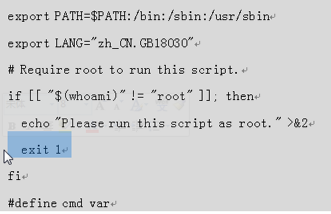 export PATH=$PATH:/bin:/sbin:/usr/sbin
export LANG="zh_CN.GB18030"
# Require root to run this script.
if [[ "$(whoami)" != "root" ]]; then
echo "Please run this script as root." >&2
exit 1
fi
#define cmd var